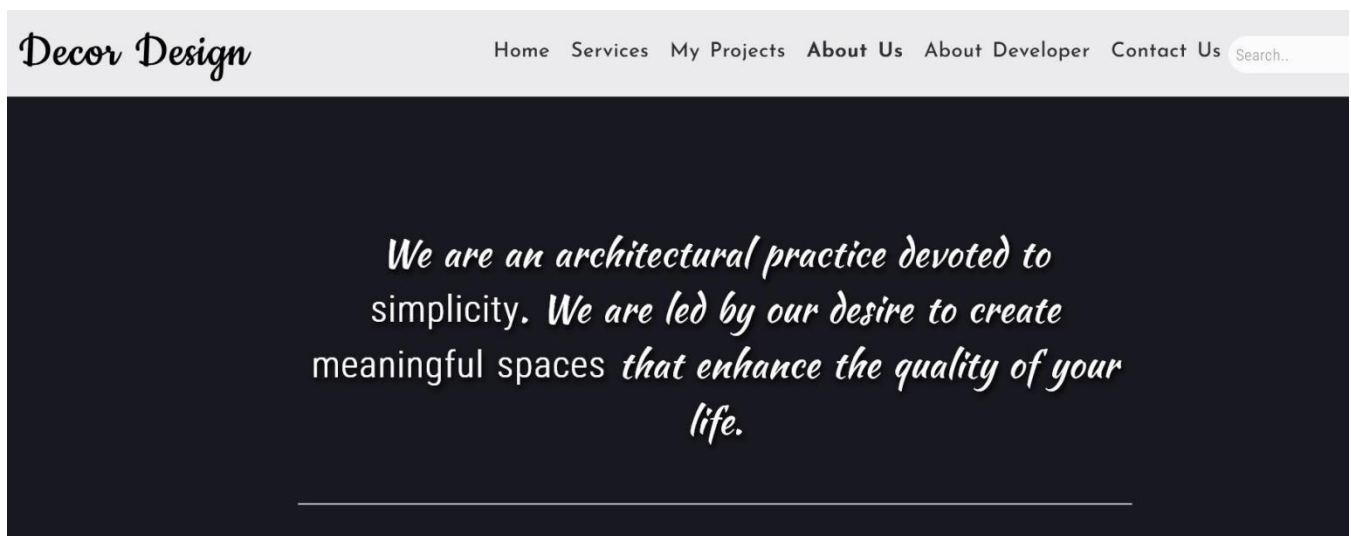 Decor Design
Home Services My Projects About Us About Developer Contact Us Search..
We are an architectural practice devoted to
simplicity. We are led by our desire to create
meaningful spaces that enhance the quality of your
life.